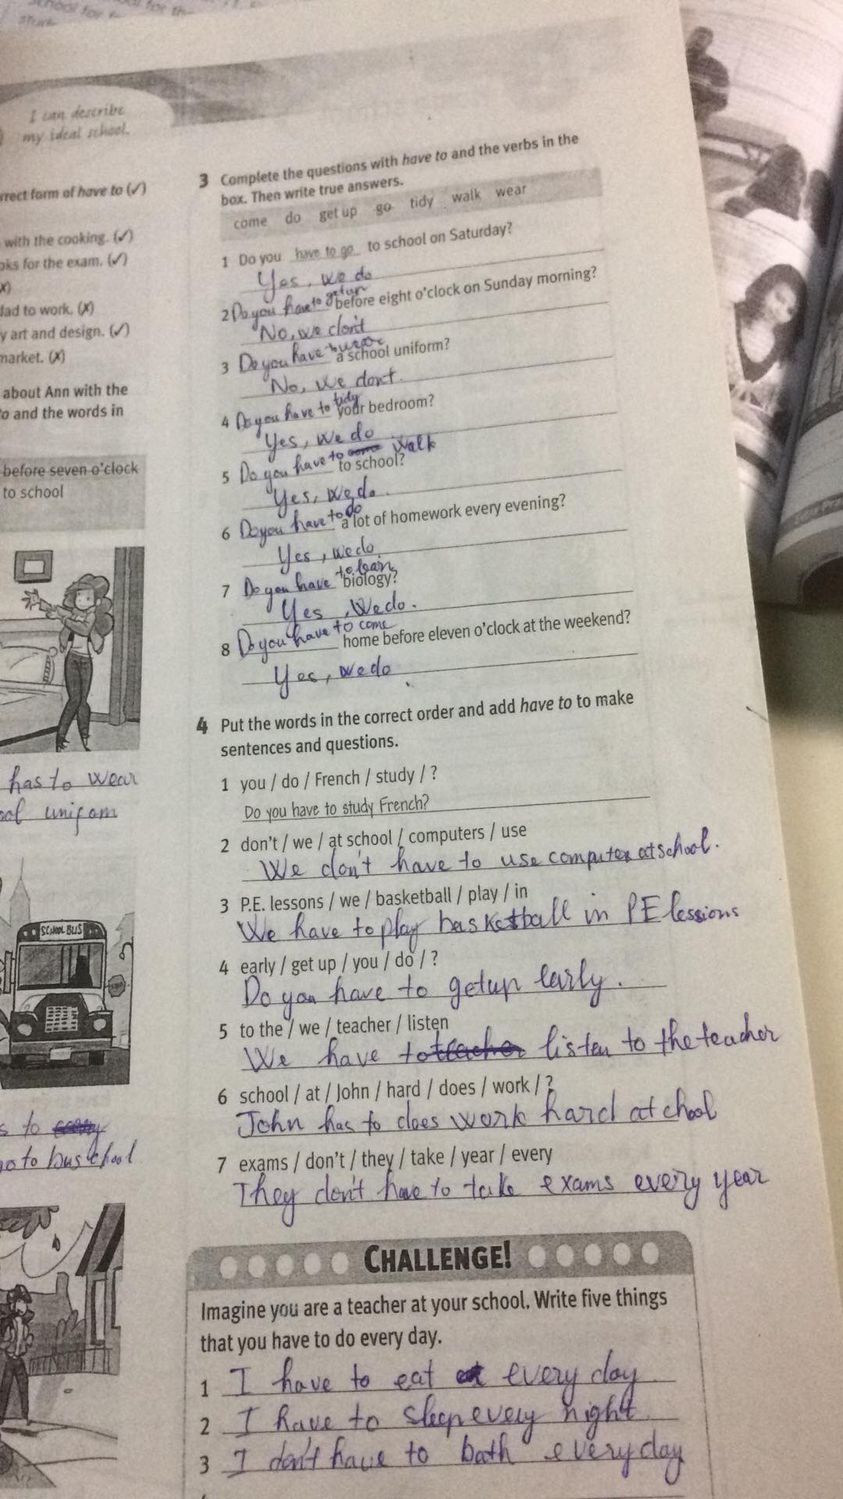 I can describe
my ideal school.
rrect form of have to (✓)
with the cooking. (✓)
oks for the exam. (✓)
✗)
dad to work. (✗)
y art and design. (✓)
market. (✗)
about Ann with the
to and the words in
before seven o'clock
to school
has to wear
ool unifom
SCHOOL BUS
s to
go to bus chool
3 Complete the questions with have to and the verbs in the
box. Then write true answers.
come do get up go tidy walk wear
1 Do you have to go to school on Saturday?
Yes, we do
2 Do you have to getup before eight o'clock on Sunday morning?
No, we don't
3 Do you have a school uniform?
No, we don't.
4 Do you have to tidy your bedroom?
Yes, we do
5 Do you have to walk to school?
Yes, we do.
6 Do you have to do a lot of homework every evening?
Yes, we do
7 Do you have to learn biology?
Yes, We do.
8 Do you have to come home before eleven o'clock at the weekend?
Yes, we do
4 Put the words in the correct order and add have to to make
sentences and questions.
1 you / do / French / study / ?
Do you have to study French?
2 don't / we / at school / computers / use
We don't have to use computer at school.
3 P.E. lessons / we / basketball / play / in
We have to play basketball in PE lessions
4 early / get up / you / do / ?
Do you have to getup early.
5 to the / we / teacher / listen
We have to teacher listen to the teacher
6 school / at / John / hard / does / work / ?
John has to does work hard at chool
7 exams / don't / they / take / year / every
They don't have to take exams every year
CHALLENGE!
Imagine you are a teacher at your school. Write five things
that you have to do every day.
1 I have to eat every day
2 I have to sleep every night
3 I don't have to bath everyday